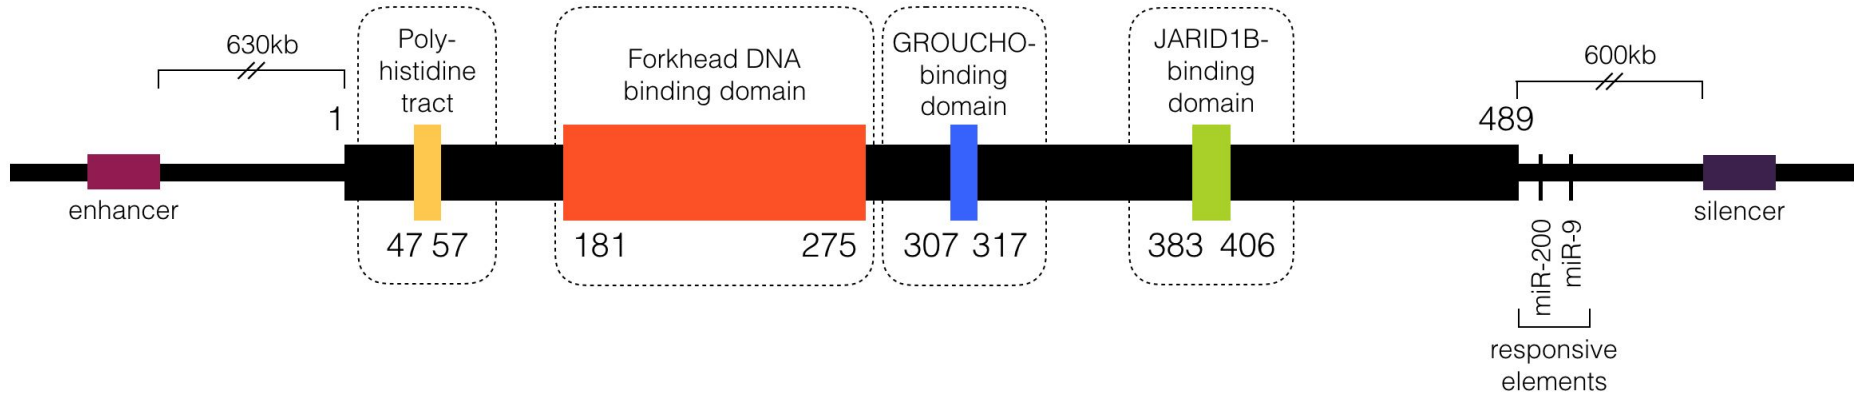 630kb
1
Poly-
histidine
tract
Forkhead DNA
binding domain
GROUCHO-
binding
domain
JARID1B-
binding
domain
600kb
489
enhancer
47 57
181 275
307 317
383 406
silencer
miR-200
miR-9
responsive
elements